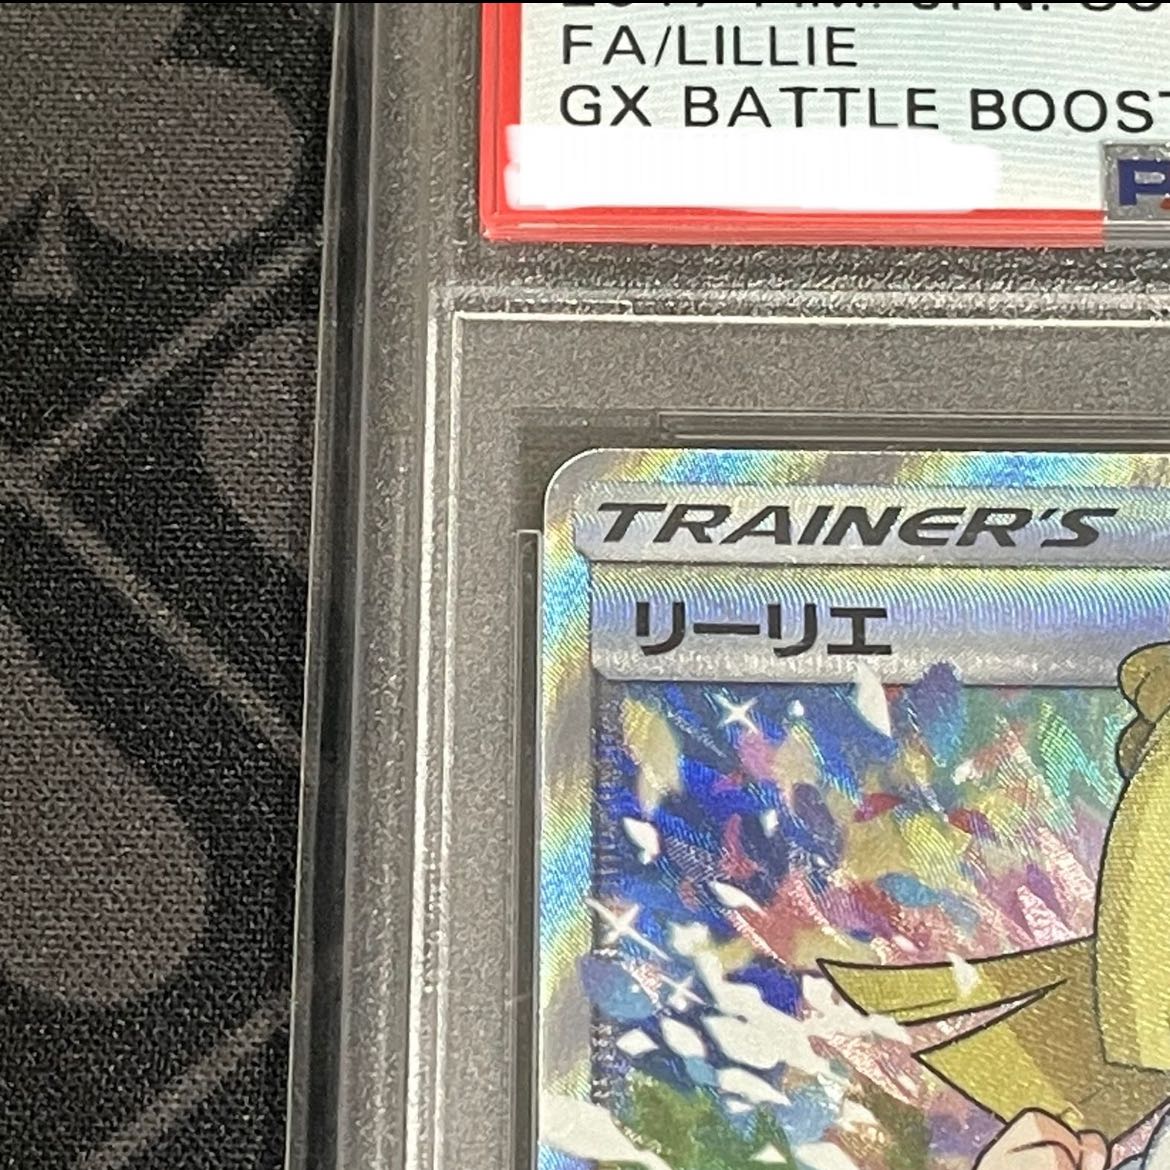 FA/LILLIE
GX BATTLE BOOST
TRAINER'S
リーリエ